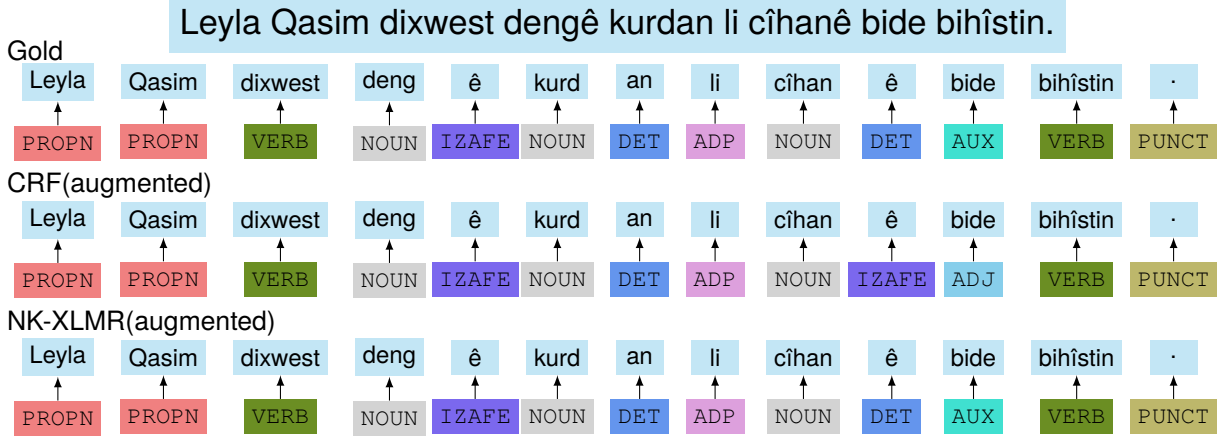 Leyla Qasim dixwest dengê kurdan li cîhanê bide bihîstin.
Gold
Leyla Qasim dixwest deng ê kurd an li cîhan ê bide bihîstin .
PROPN PROPN VERB NOUN IZAFE NOUN DET ADP NOUN DET AUX VERB PUNCT
CRF(augmented)
Leyla Qasim dixwest deng ê kurd an li cîhan ê bide bihîstin .
PROPN PROPN VERB NOUN IZAFE NOUN DET ADP NOUN IZAFE ADJ VERB PUNCT
NK-XLMR(augmented)
Leyla Qasim dixwest deng ê kurd an li cîhan ê bide bihîstin .
PROPN PROPN VERB NOUN IZAFE NOUN DET ADP NOUN DET AUX VERB PUNCT